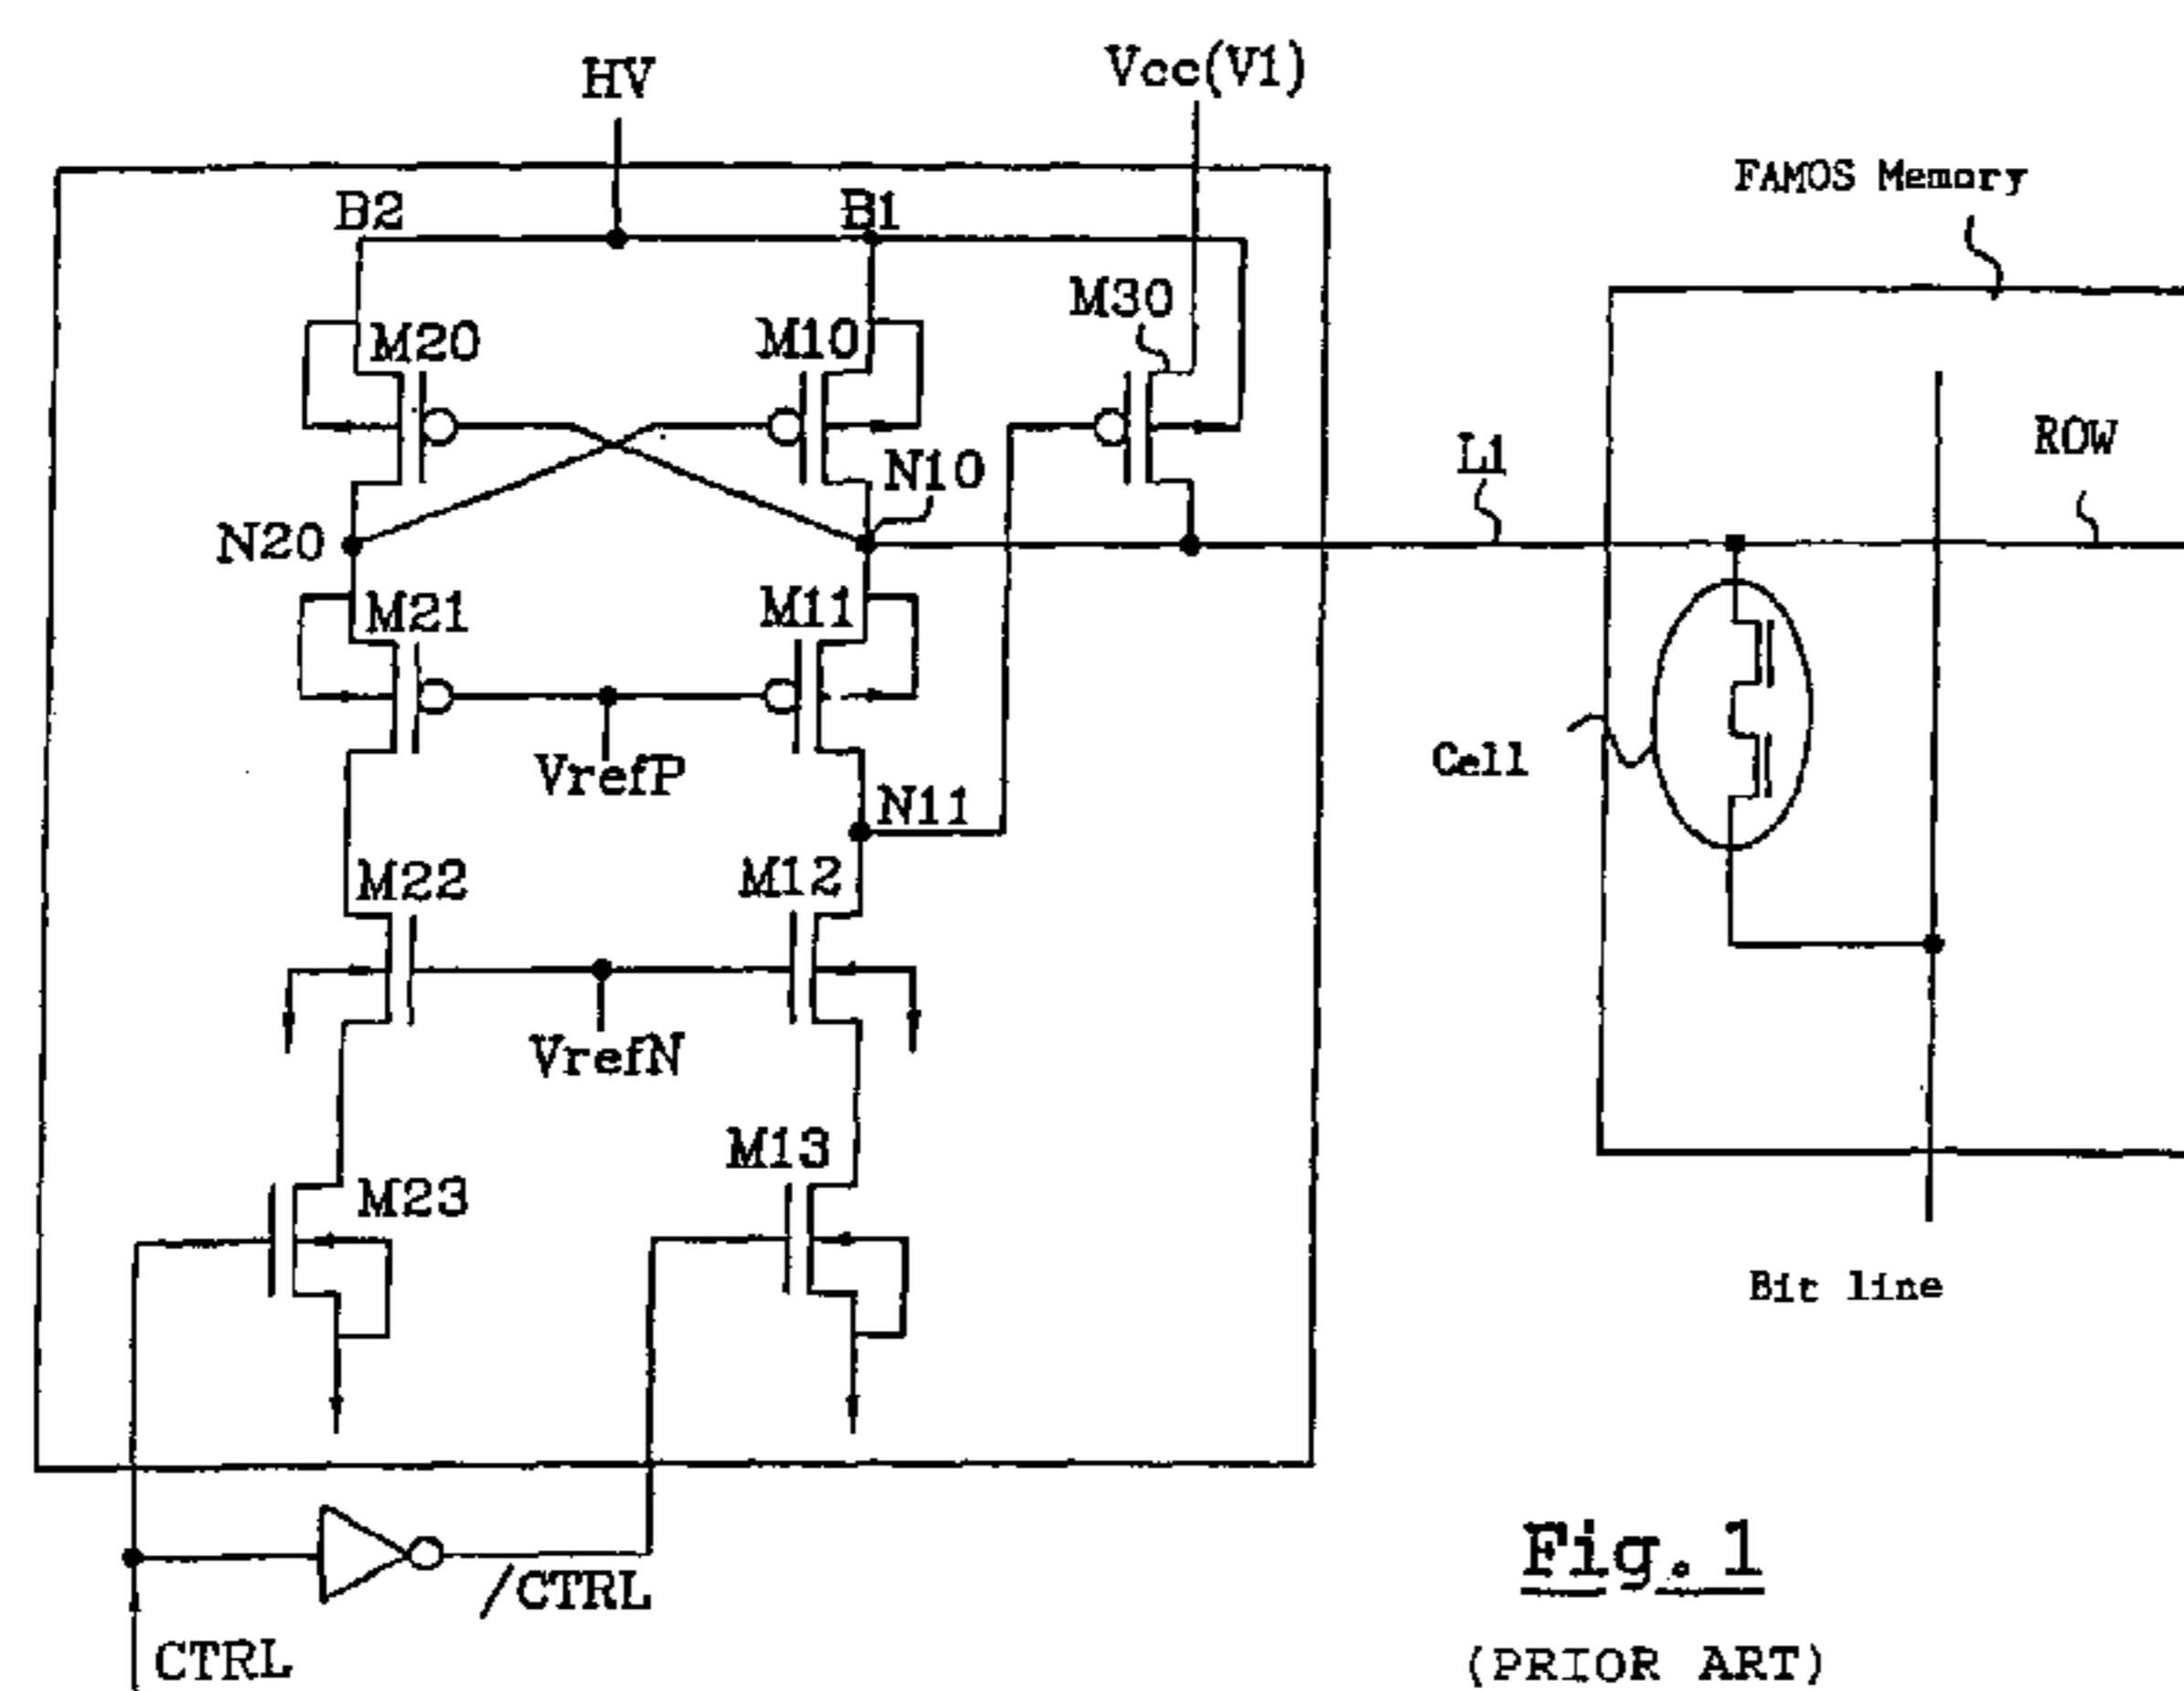 HV
Vcc(V1)
FAMOS Memory
B2
B1
M30
M20
M10
L1
ROW
N10
N20
M21
M11
VrefP
Cell
N11
M22
M12
VrefN
M13
M23
Bit line
/CTRL
CTRL
Fig. 1
(PRIOR ART)